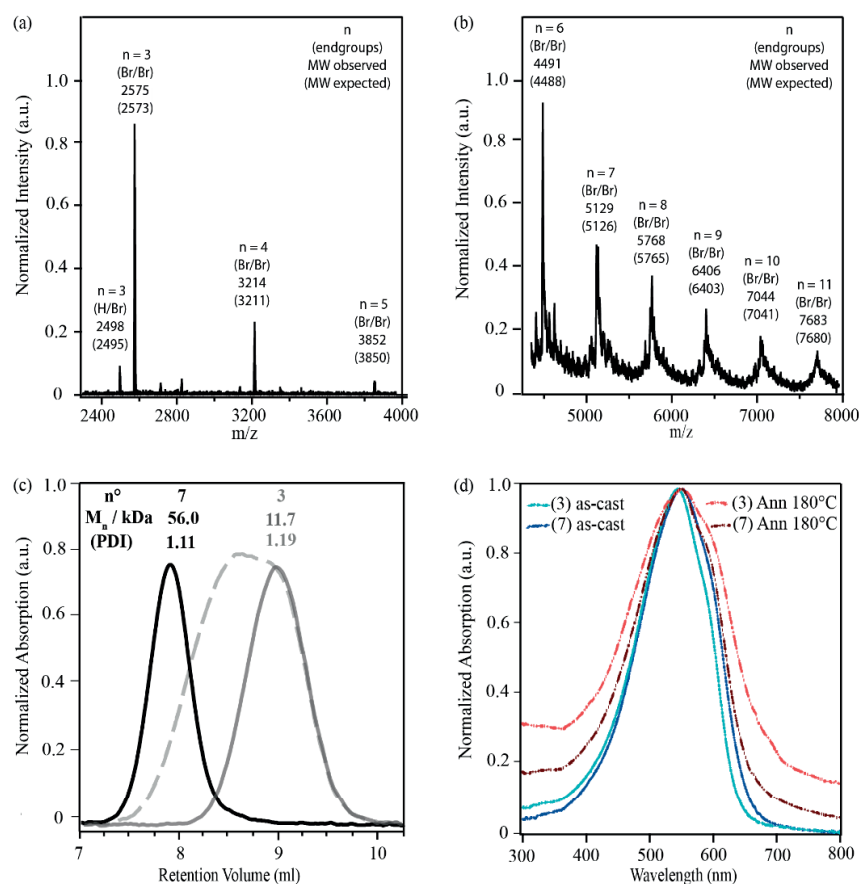 (a)
n = 3
(Br/Br)
2575
(2573)
n
(endgroups)
MW observed
(MW expected)
n = 3
(H/Br)
2498
(2495)
n = 4
(Br/Br)
3214
(3211)
n = 5
(Br/Br)
3852
(3850)
Normalized Intensity (a.u.)
1.0
0.8
0.6
0.4
0.2
0
2400 2800 3200 3600 4000
m/z
(b)
n = 6
(Br/Br)
4491
(4488)
n
(endgroups)
MW observed
(MW expected)
n = 7
(Br/Br)
5129
(5126)
n = 8
(Br/Br)
5768
(5765)
n = 9
(Br/Br)
6406
(6403)
n = 10
(Br/Br)
7044
(7041)
n = 11
(Br/Br)
7683
(7680)
Normalized Intensity (a.u.)
1.0
0.8
0.6
0.4
0.2
0
5000 6000 7000 8000
m/z
(c)
n° 7 3
Mn / kDa 56.0 11.7
(PDI) 1.11 1.19
Normalized Absorption (a.u.)
1.0
0.8
0.6
0.4
0.2
0
7 8 9 10
Retention Volume (ml)
(d)
(3) as-cast
(7) as-cast
(3) Ann 180°C
(7) Ann 180°C
Normalized Absorption (a.u.)
1.0
0.8
0.6
0.4
0.2
0
300 400 500 600 700 800
Wavelength (nm)